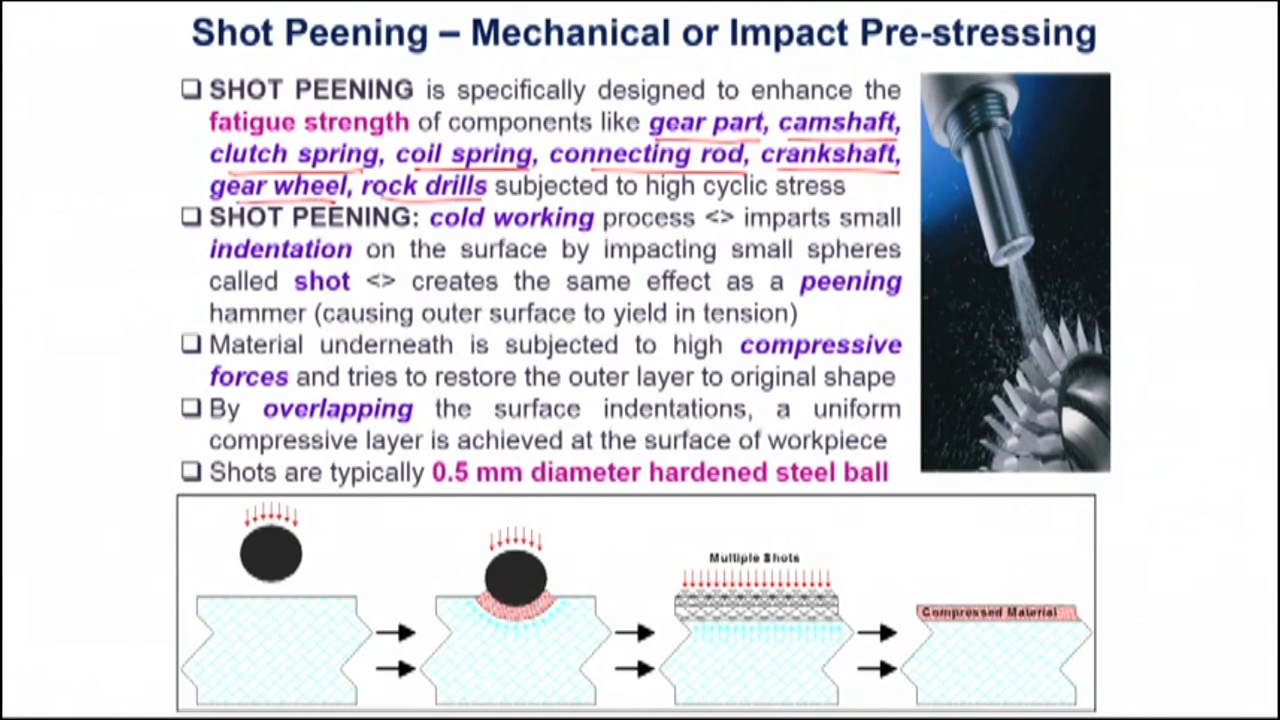 Shot Peening – Mechanical or Impact Pre-stressing
❑ SHOT PEENING is specifically designed to enhance the
fatigue strength of components like gear part, camshaft,
clutch spring, coil spring, connecting rod, crankshaft,
gear wheel, rock drills subjected to high cyclic stress
❑ SHOT PEENING: cold working process <> imparts small
indentation on the surface by impacting small spheres
called shot <> creates the same effect as a peening
hammer (causing outer surface to yield in tension)
❑ Material underneath is subjected to high compressive
forces and tries to restore the outer layer to original shape
❑ By overlapping the surface indentations, a uniform
compressive layer is achieved at the surface of workpiece
❑ Shots are typically 0.5 mm diameter hardened steel ball
Multiple Shots
Compressed Material